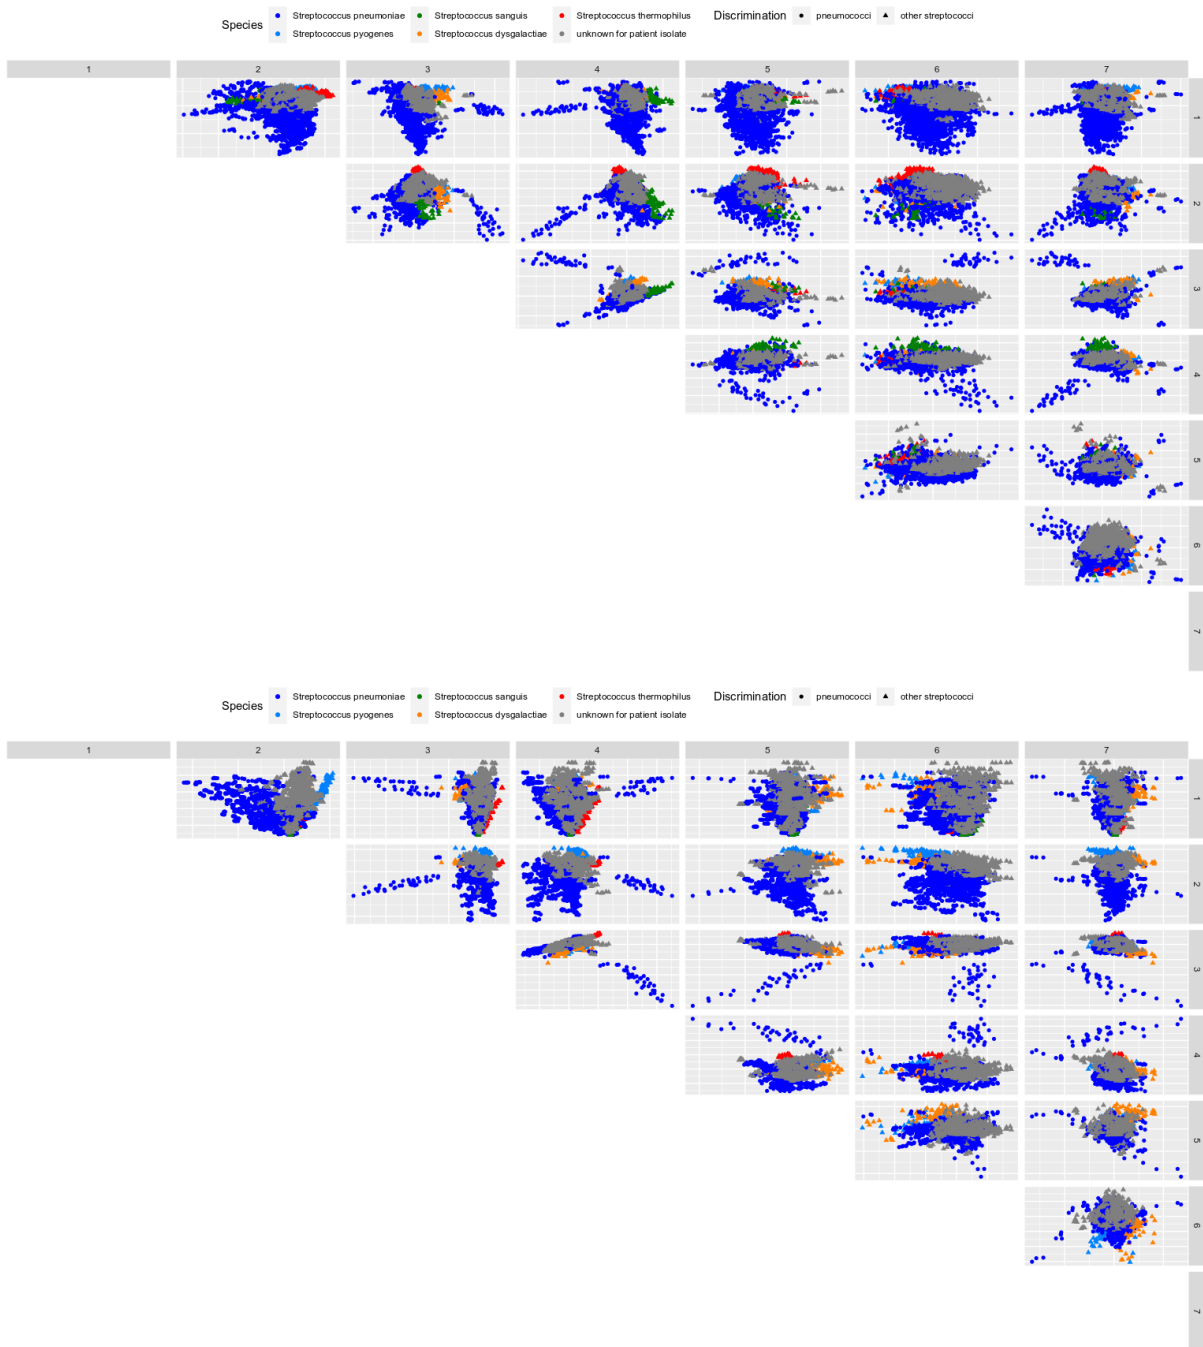 Species
Streptococcus pneumoniae
Streptococcus sanguis
Streptococcus thermophilus
Streptococcus pyogenes
Streptococcus dysgalactiae
unknown for patient isolate
Discrimination
pneumococci
other streptococci
1 2 3 4 5 6 7
1
2
3
4
5
6
7
Species
Streptococcus pneumoniae
Streptococcus sanguis
Streptococcus thermophilus
Streptococcus pyogenes
Streptococcus dysgalactiae
unknown for patient isolate
Discrimination
pneumococci
other streptococci
1 2 3 4 5 6 7
1
2
3
4
5
6
7